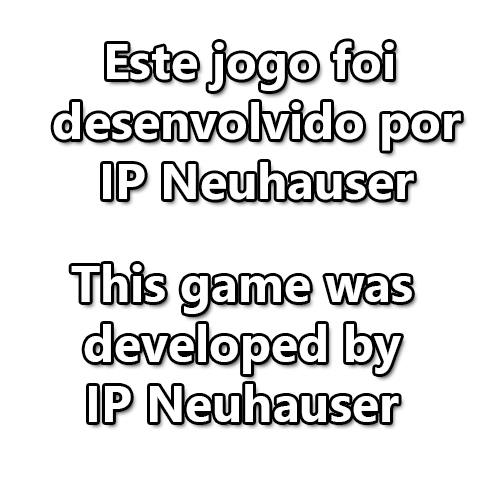 Este jogo foi
desenvolvido por
IP Neuhauser
This game was
developed by
IP Neuhauser